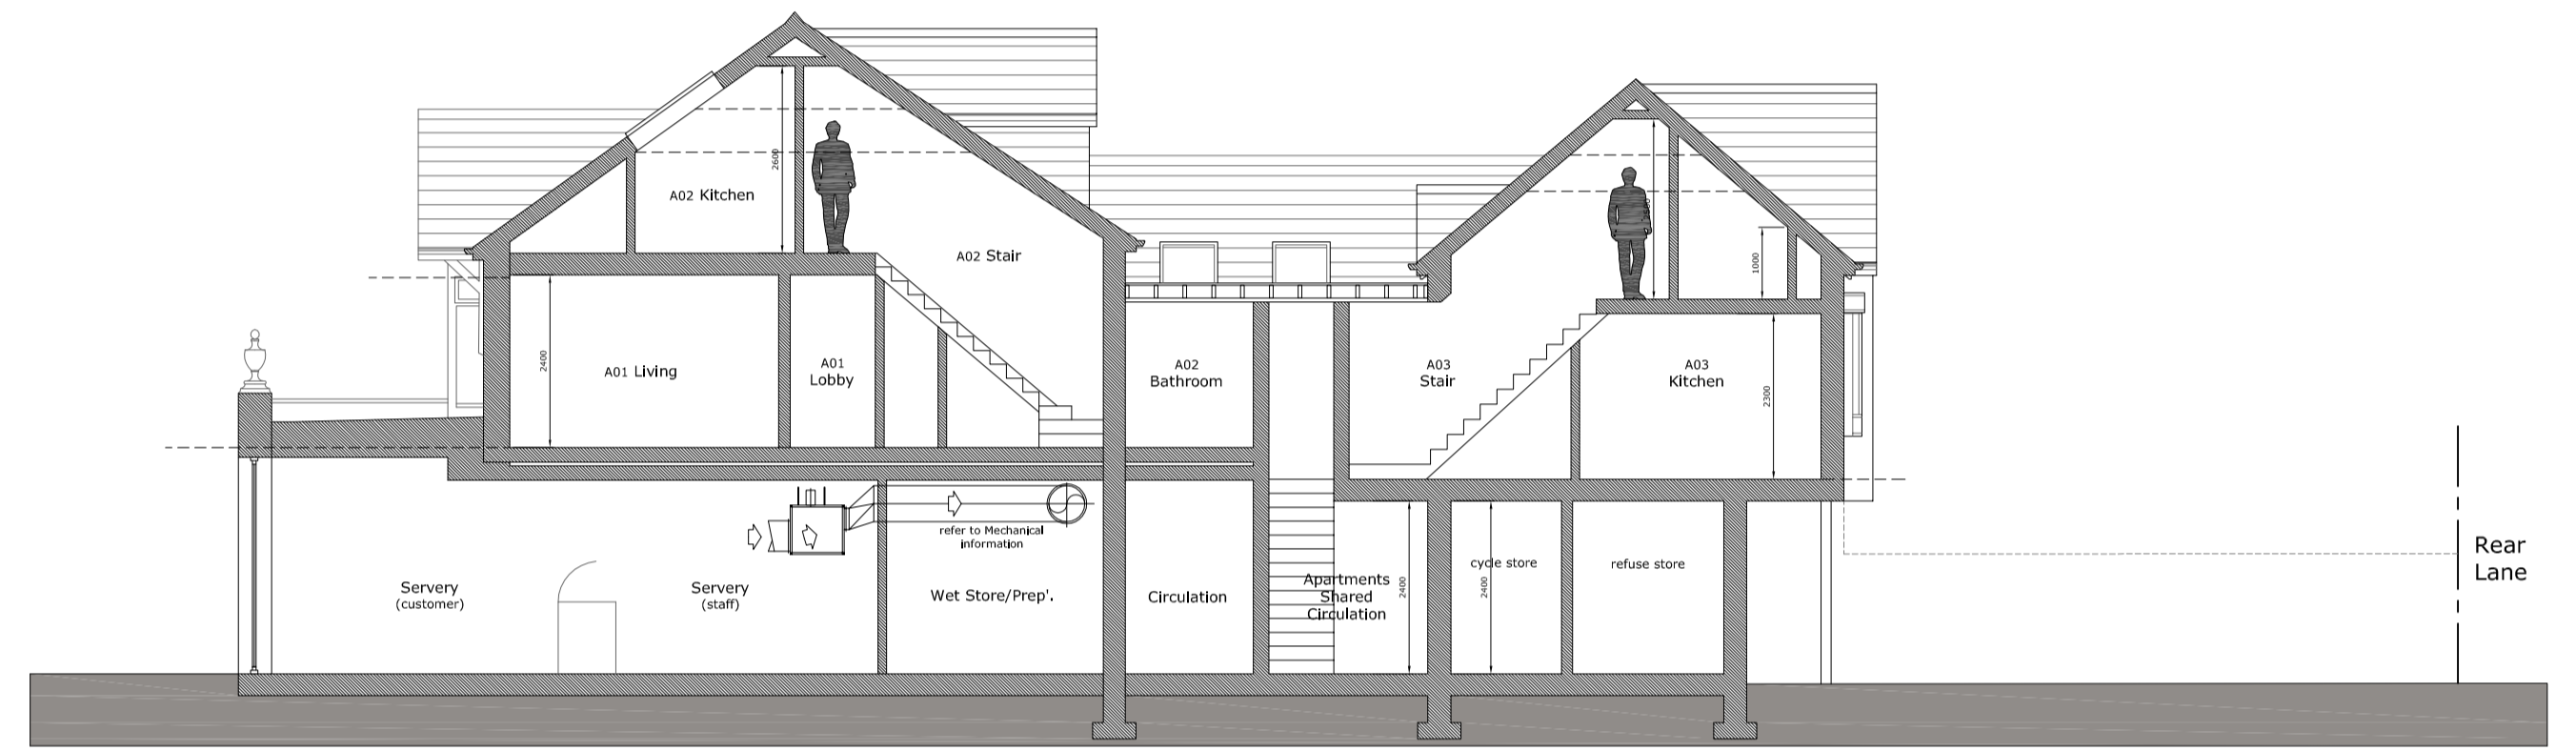 2600
A02 Kitchen
A02 Stair
1000
2400
A01 Living
A01
Lobby
A02
Bathroom
A03
Stair
A03
Kitchen
2300
refer to Mechanical
information
Servery
(customer)
Servery
(staff)
Wet Store/Prep'.
Circulation
Apartments
Shared
Circulation
2400
cycle store
2400
refuse store
Rear
Lane